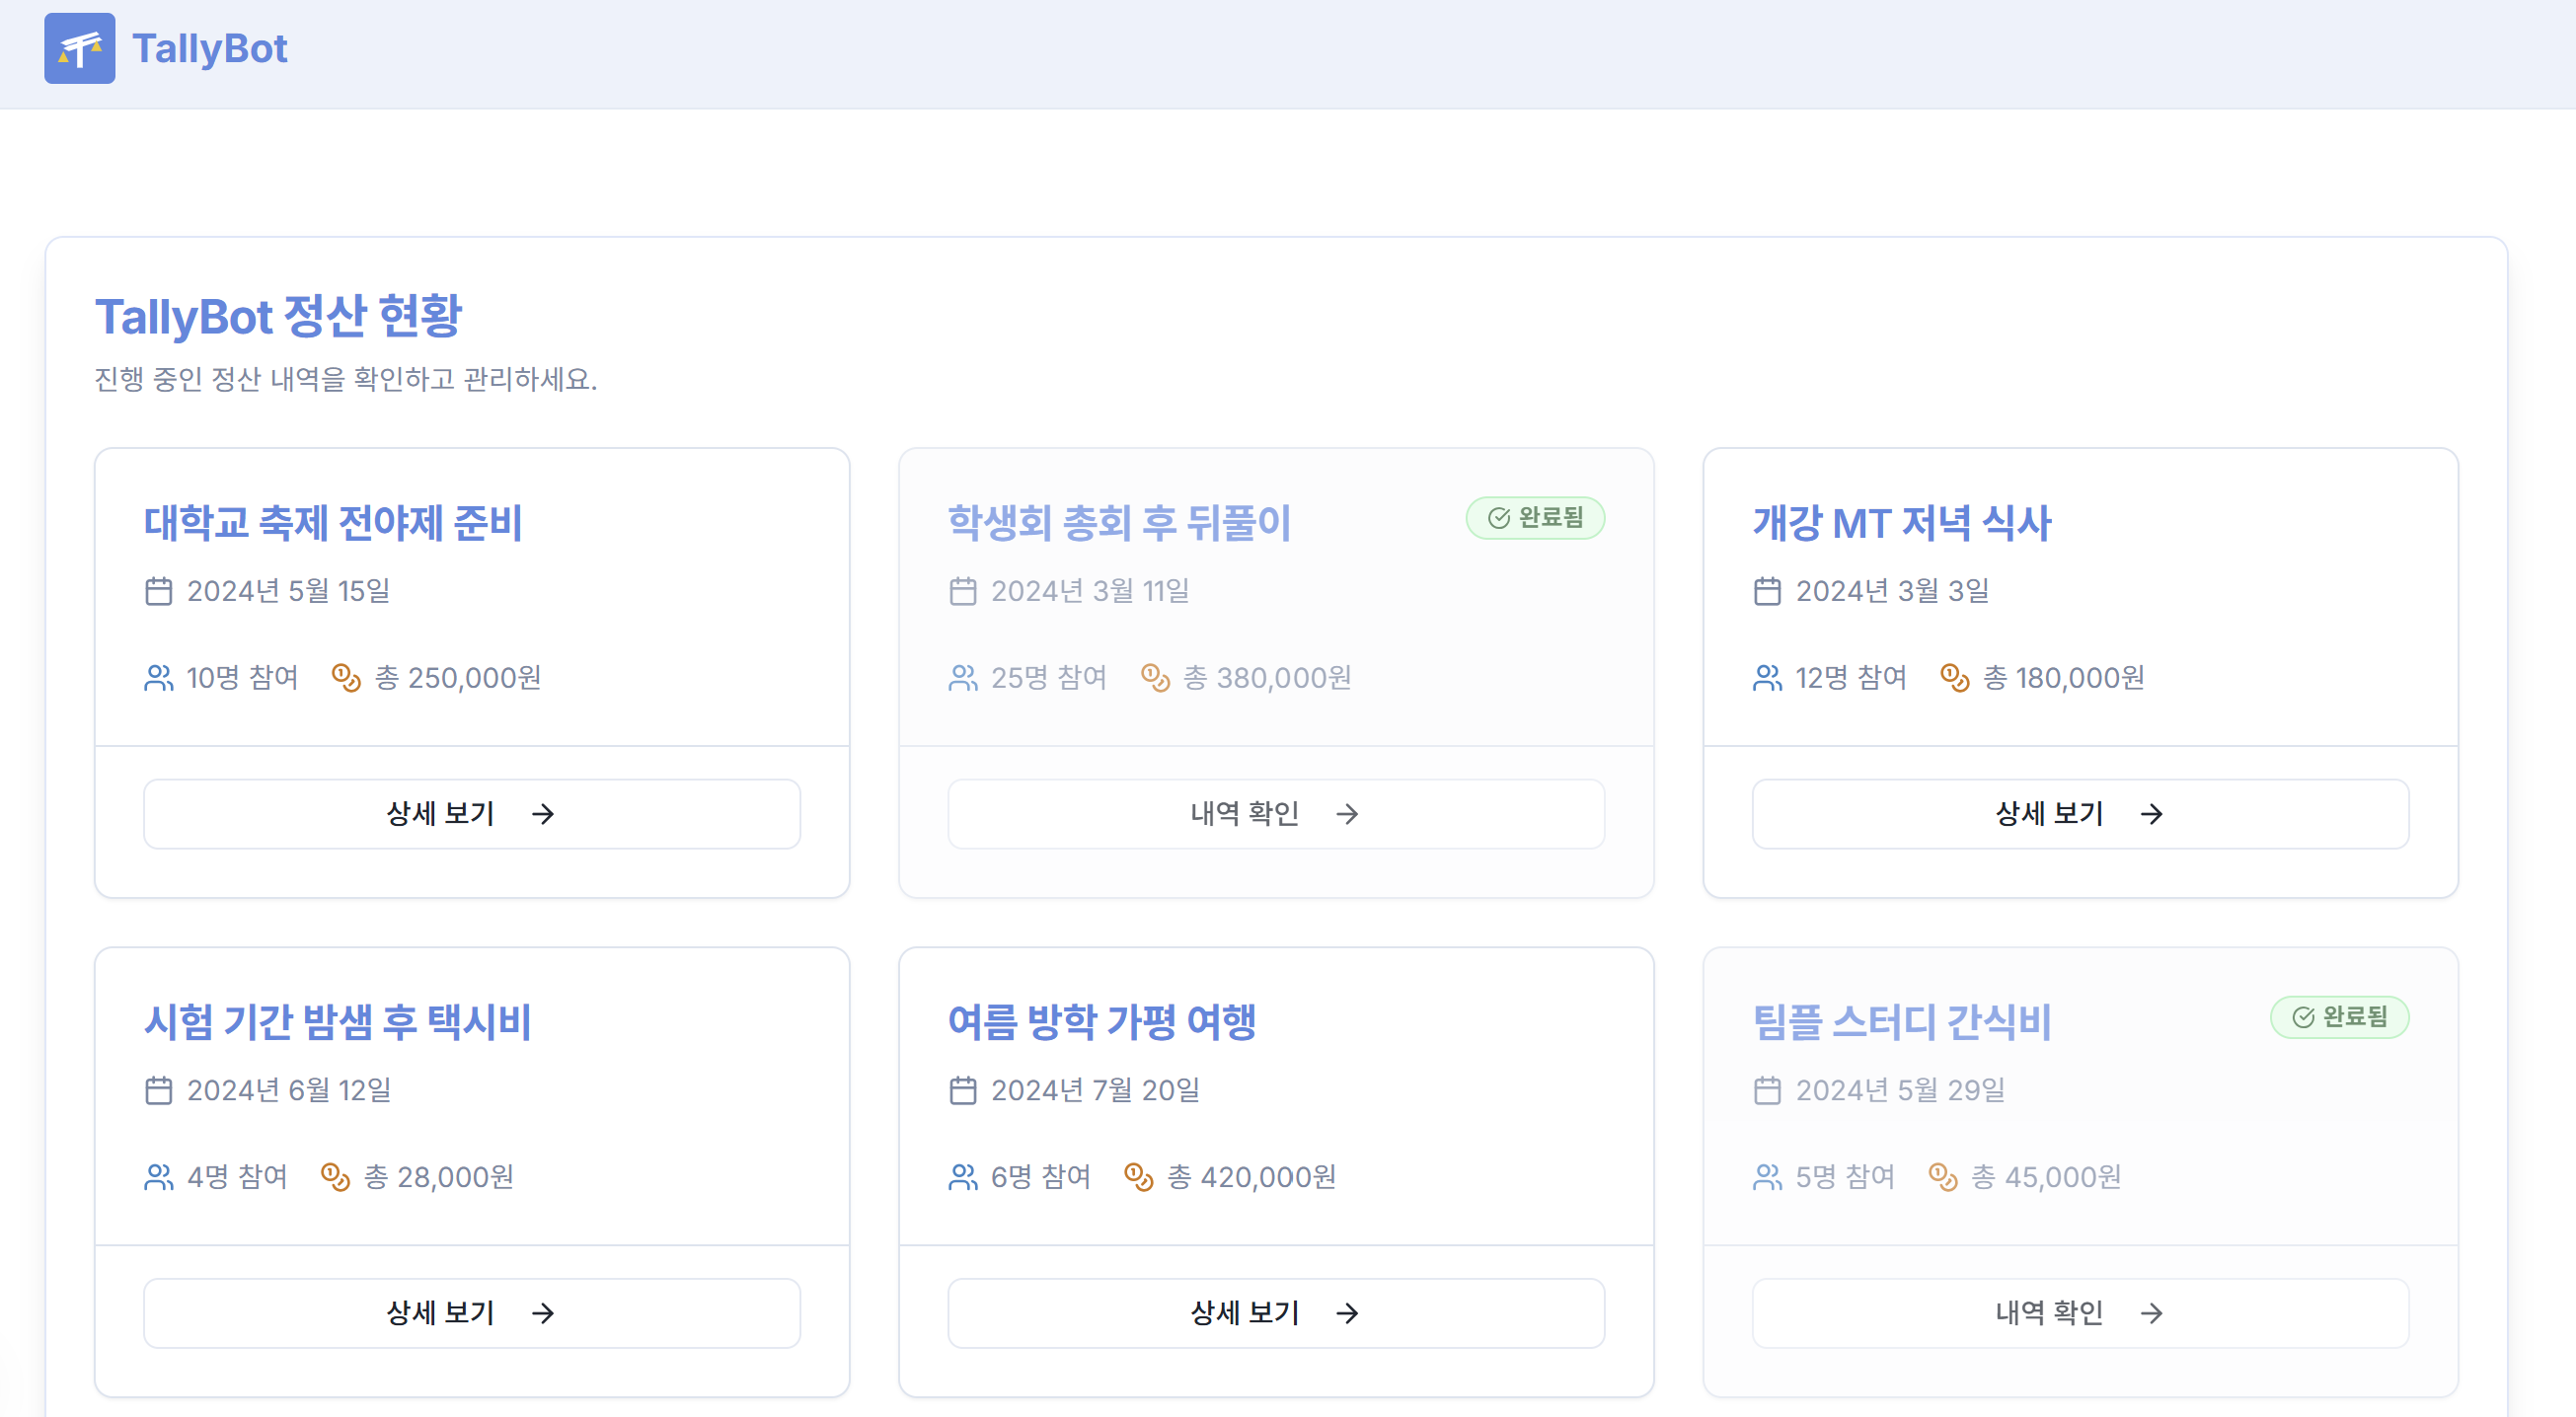 TallyBot
TallyBot 정산 현황
진행 중인 정산 내역을 확인하고 관리하세요.
대학교 축제 전야제 준비
2024년 5월 15일
10명 참여 총 250,000원
상세 보기
학생회 총회 후 뒤풀이
완료됨
2024년 3월 11일
25명 참여 총 380,000원
내역 확인
개강 MT 저녁 식사
2024년 3월 3일
12명 참여 총 180,000원
상세 보기
시험 기간 밤샘 후 택시비
2024년 6월 12일
4명 참여 총 28,000원
상세 보기
여름 방학 가평 여행
2024년 7월 20일
6명 참여 총 420,000원
상세 보기
팀플 스터디 간식비
완료됨
2024년 5월 29일
5명 참여 총 45,000원
내역 확인